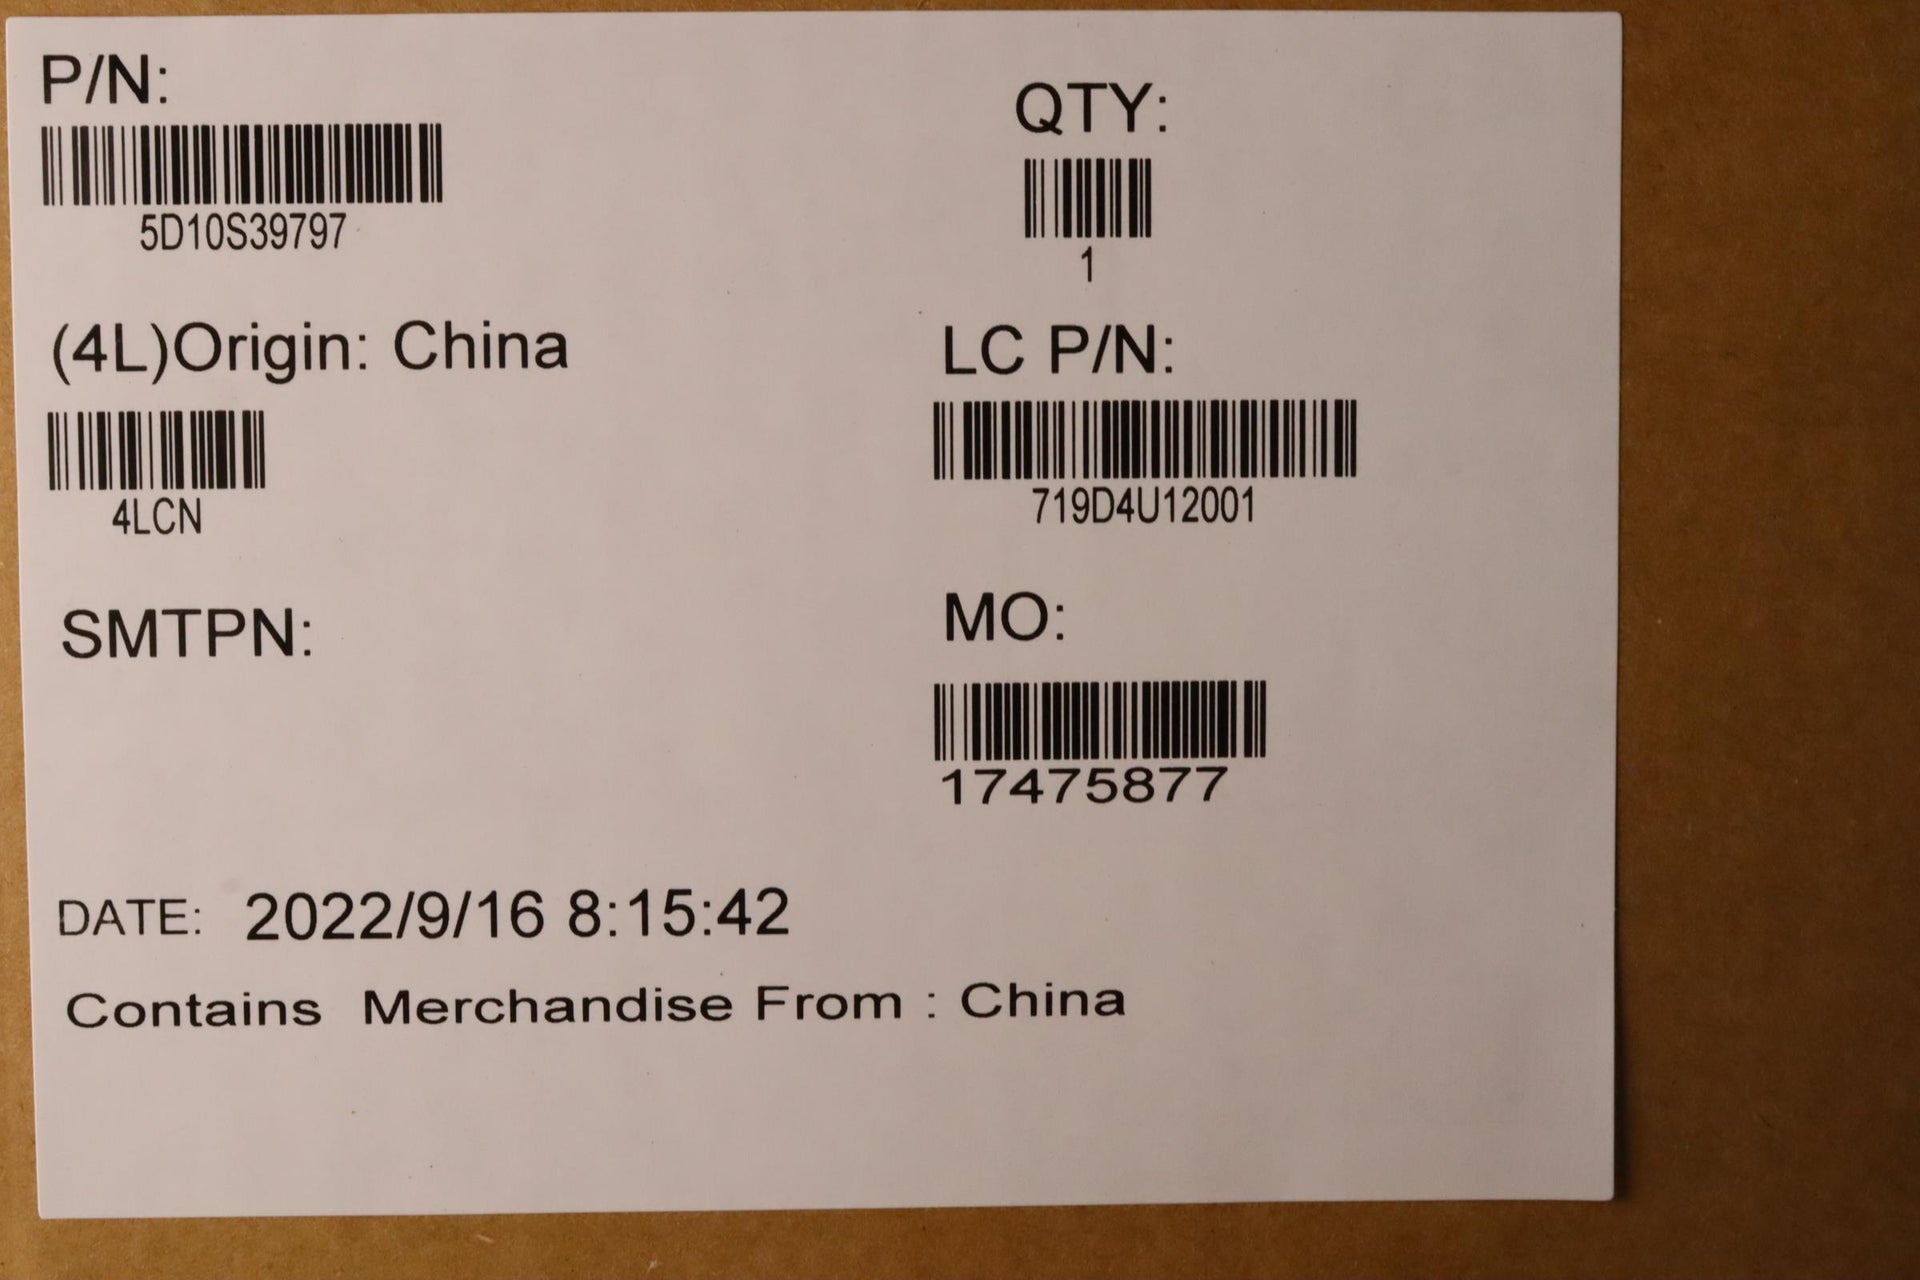 P/N:
5D10S39797
QTY:
1
(4L)Origin: China
4LCN
LC P/N:
719D4U12001
SMTPN:
MO:
17475877
DATE: 2022/9/16 8:15:42
Contains Merchandise From : China